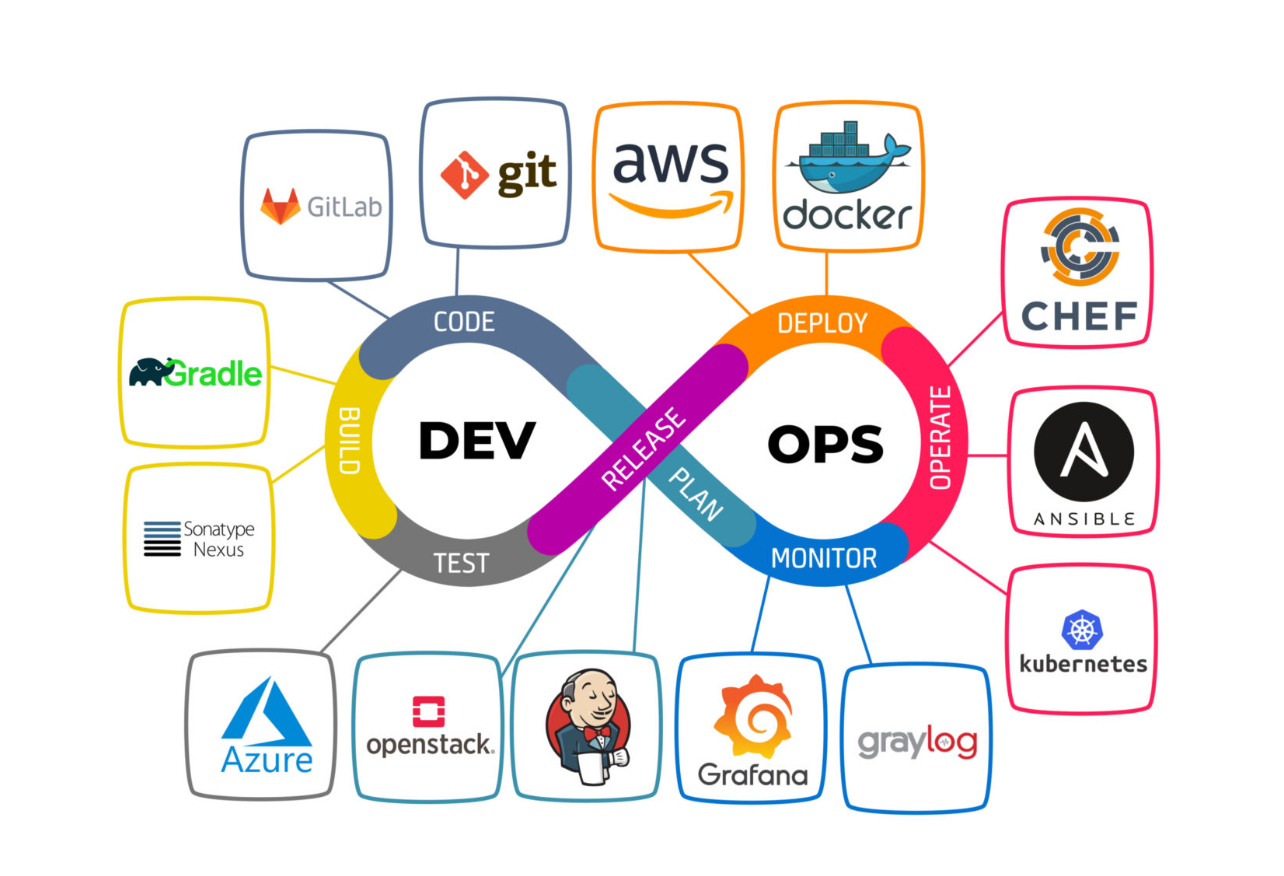 GitLab
git
aws
docker
CHEF
Gradle
CODE
DEPLOY
BUILD
DEV
RELEASE
OPS
OPERATE
PLAN
ANSIBLE
Sonatype
Nexus
TEST
MONITOR
kubernetes
Azure
openstack.
Grafana
graylog